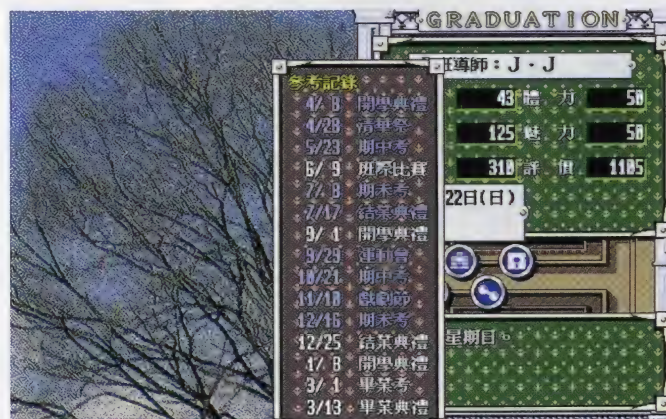 GRADUATION
任導師：J・J
參考記錄
4/ 8 開學典禮
4/28 清華祭
5/23 期中考
6/ 9 班際比賽
7/ 8 期末考
7/17 結業典禮
9/ 1 開學典禮
9/29 運動會
10/21 期中考
11/10 戲劇節
12/16 期末考
12/25 結業典禮
1/ 8 開學典禮
3/ 1 畢業考
3/13 畢業典禮
43 體 力 50
125 魅 力 50
310 評 價 1105
22日(日)
星期日。